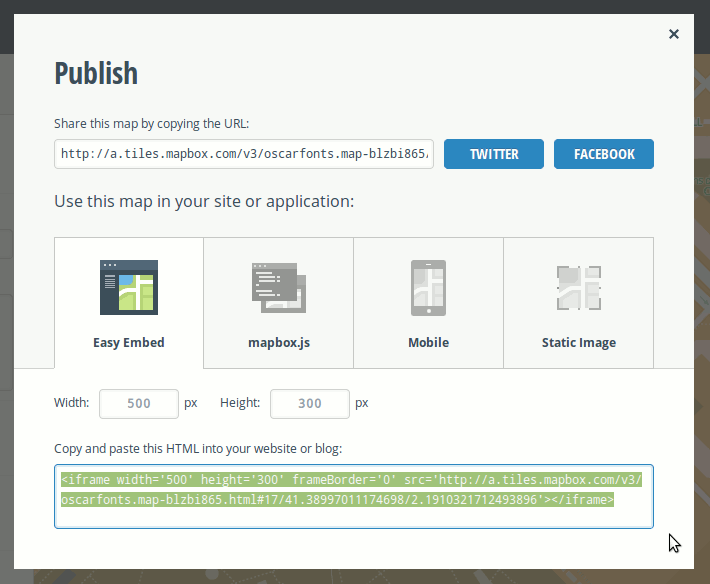 Publish
Share this map by copying the URL:
http://a.tiles.mapbox.com/v3/oscarfonts.map-blzbi865.
TWITTER
FACEBOOK
Use this map in your site or application:
Easy Embed
mapbox.js
Mobile
Static Image
Width: 500 px Height: 300 px
Copy and paste this HTML into your website or blog:
<iframe width='500' height='300' frameBorder='0' src='http://a.tiles.mapbox.com/v3/
oscarfonts.map-blzbi865.html#17/41.38997011174698/2.1910321712493896'></iframe>